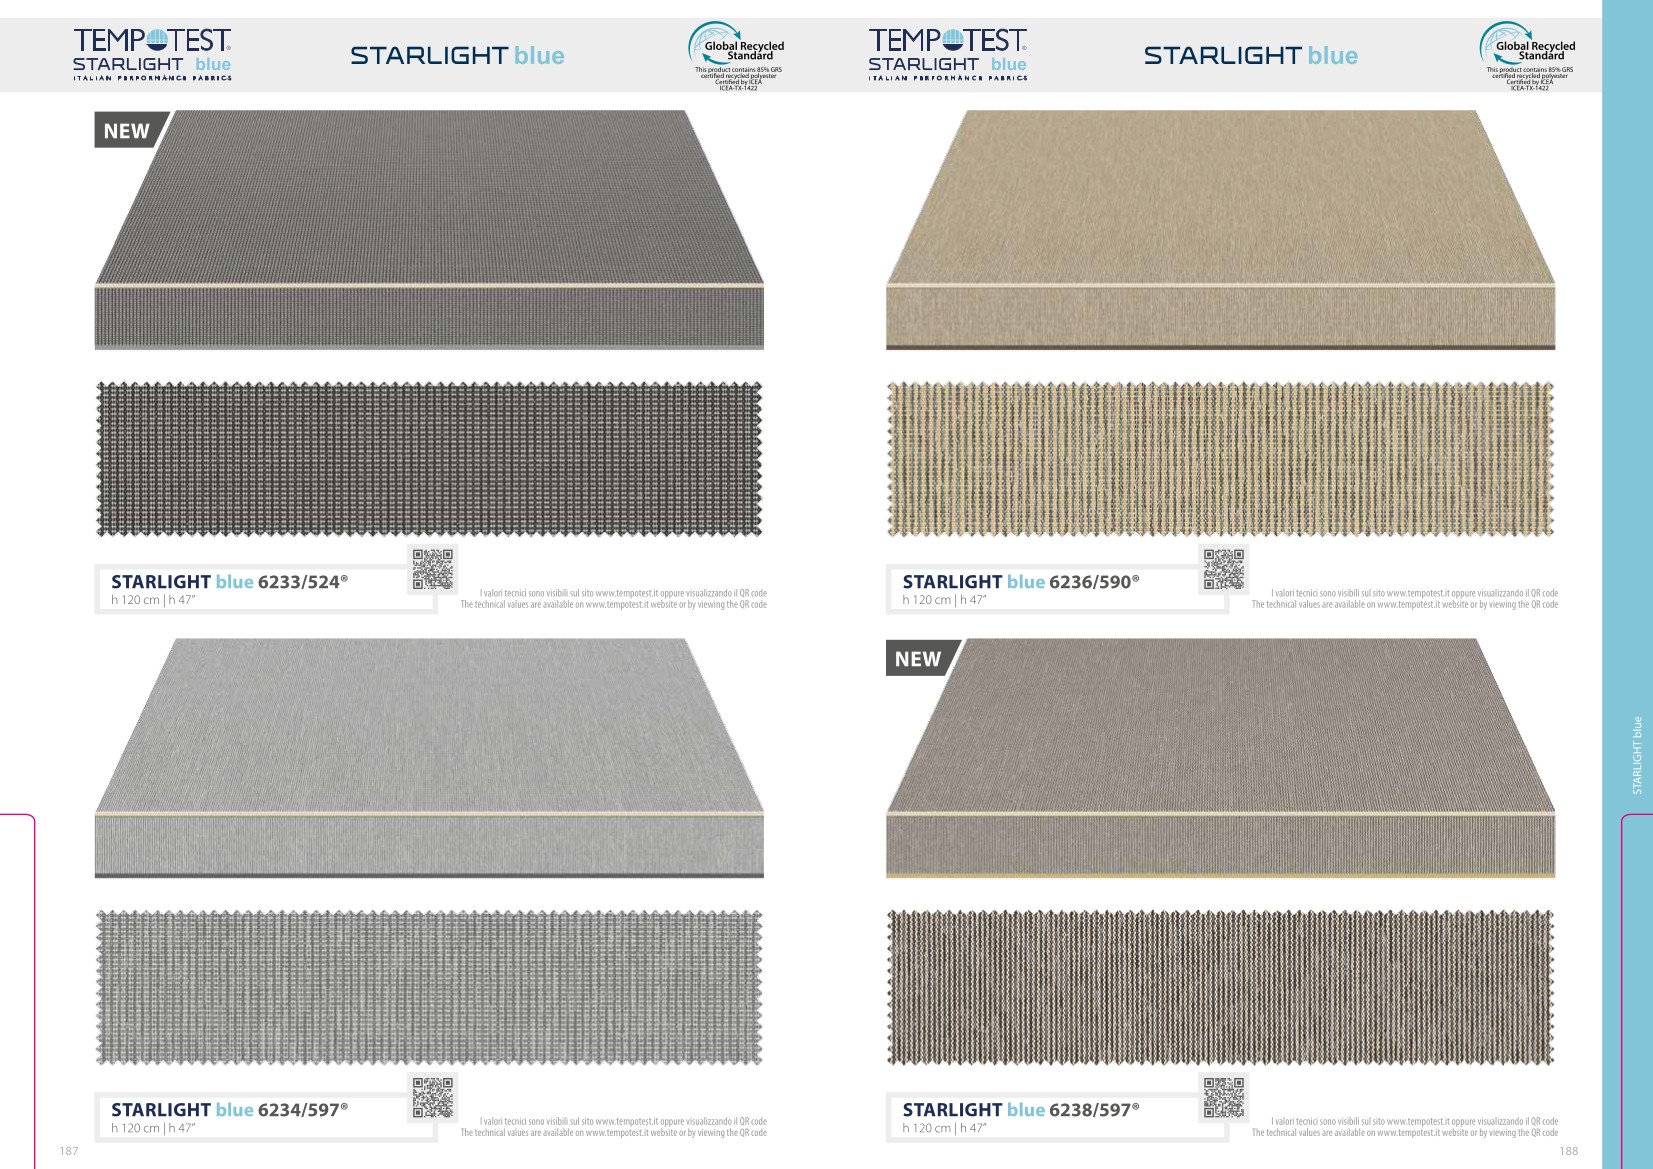 TEMPOTEST®
STARLIGHT blue
ITALIAN PERFORMANCE FABRICS
STARLIGHT blue
Global Recycled
Standard
This product contains 85% GRS
certified recycled polyester
Certified by ICEA
ICEA-TX-1422
NEW
STARLIGHT blue 6233/524®
h 120 cm | h 47”
I valori tecnici sono visibili sul sito www.tempotest.it oppure visualizzando il QR code
The technical values are available on www.tempotest.it website or by viewing the QR code
STARLIGHT blue 6234/597®
h 120 cm | h 47”
I valori tecnici sono visibili sul sito www.tempotest.it oppure visualizzando il QR code
The technical values are available on www.tempotest.it website or by viewing the QR code
187
TEMPOTEST®
STARLIGHT blue
ITALIAN PERFORMANCE FABRICS
STARLIGHT blue
Global Recycled
Standard
This product contains 85% GRS
certified recycled polyester
Certified by ICEA
ICEA-TX-1422
STARLIGHT blue 6236/590®
h 120 cm | h 47”
I valori tecnici sono visibili sul sito www.tempotest.it oppure visualizzando il QR code
The technical values are available on www.tempotest.it website or by viewing the QR code
NEW
STARLIGHT blue 6238/597®
h 120 cm | h 47”
I valori tecnici sono visibili sul sito www.tempotest.it oppure visualizzando il QR code
The technical values are available on www.tempotest.it website or by viewing the QR code
188
STARLIGHT blue